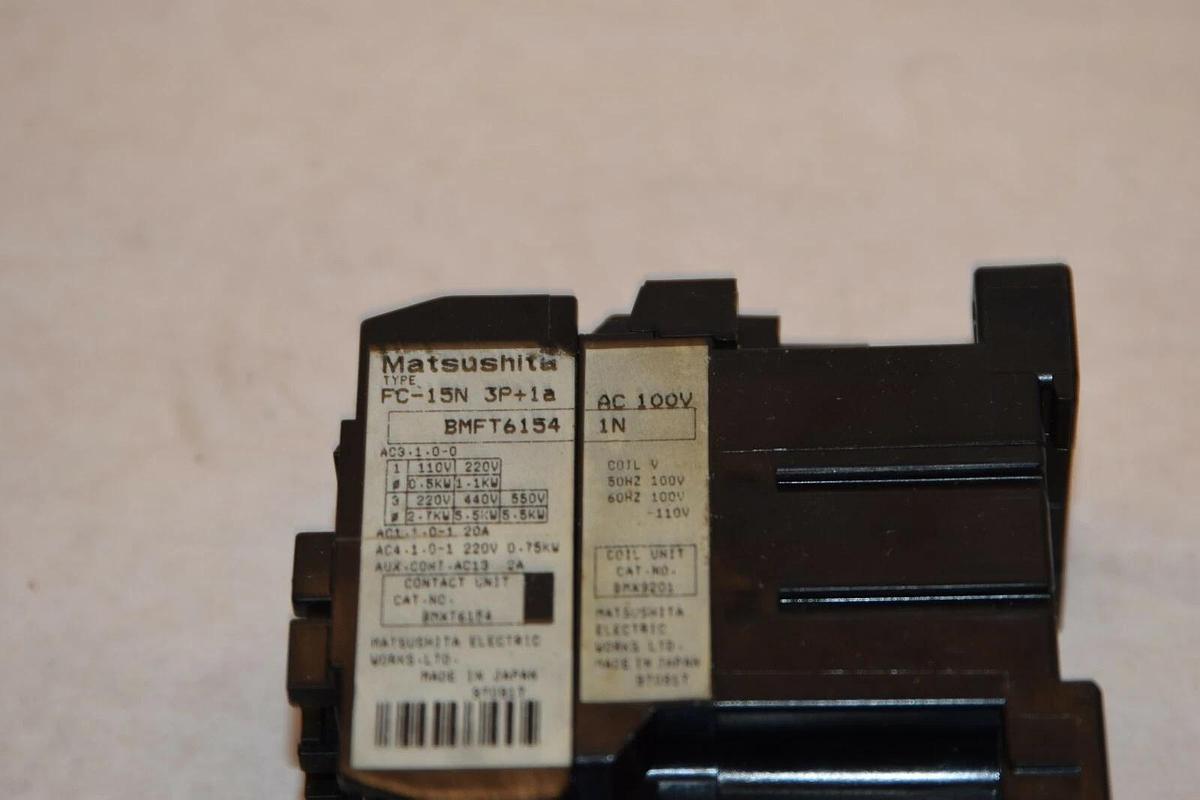 Matsushita
TYPE
FC-15N 3P+1a
BMFT6154
AC3.1.0-0
1 110V 220V
ø 0.5KW 1.1KW
3 220V 440V 550V
ø 2.7KW 5.5KW 5.5KW
AC1.1.0-1 20A
AC4.1.0-1 220V 0.75KW
AUX.CONT.AC13 2A
CONTACT UNIT
CAT.NO.
BMXT6154
MATSUSHITA ELECTRIC
WORKS.LTD.
MADE IN JAPAN
AC 100V
1N
COIL V
50HZ 100V
60HZ 100V
-110V
COIL UNIT
CAT.NO.
BMX9201
MATSUSHITA
ELECTRIC
WORKS LTD.
MADE IN JAPAN